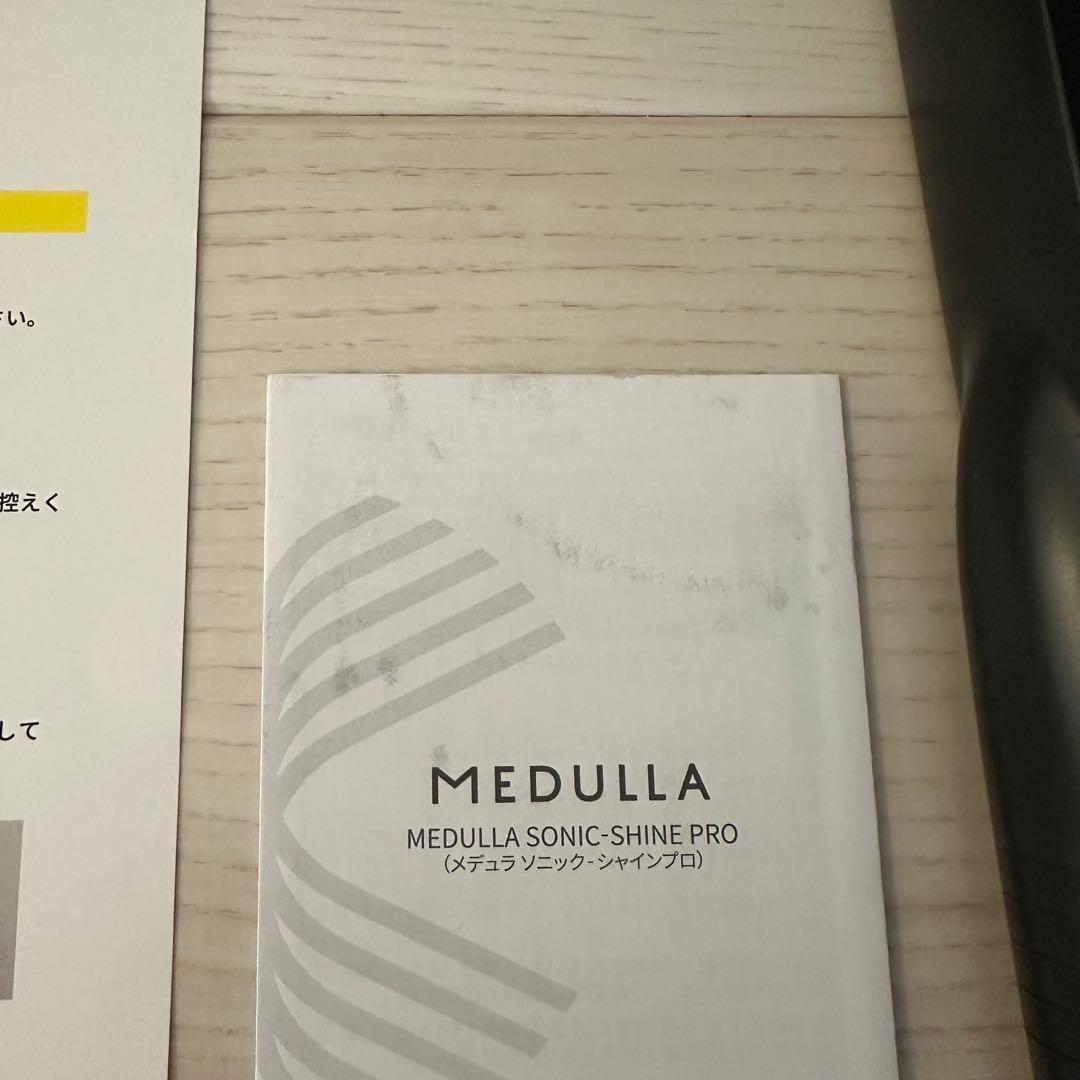 さい。
控えく
して
MEDULLA
MEDULLA SONIC-SHINE PRO
(メデュラ ソニック-シャインプロ)